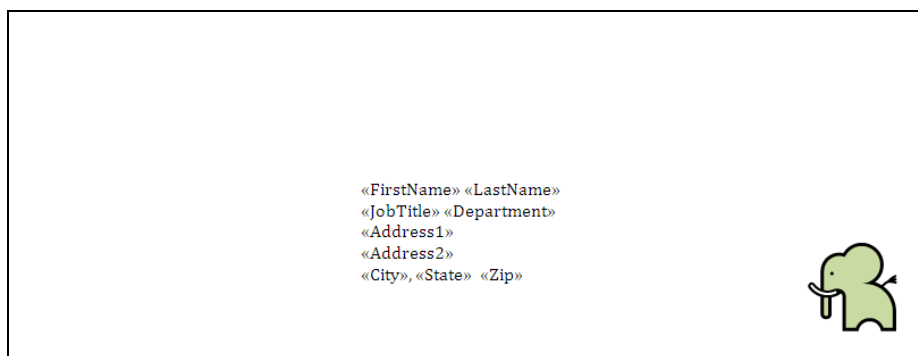 «FirstName» «LastName»
«JobTitle» «Department»
«Address1»
«Address2»
«City», «State»  «Zip»